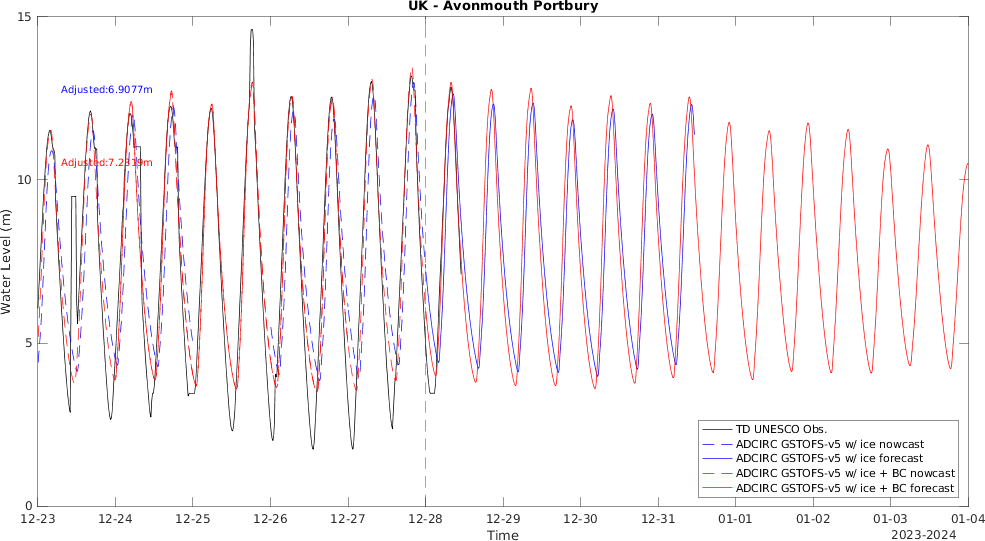 UK - Avonmouth Portbury
15
10
5
0
Water Level (m)
Adjusted:6.9077m
Adjusted:7.2319m
12-23
12-24
12-25
12-26
12-27
12-28
12-29
12-30
12-31
01-01
01-02
01-03
01-04
Time
2023-2024
TD UNESCO Obs.
ADCIRC GSTOFS-v5 w/ ice nowcast
ADCIRC GSTOFS-v5 w/ ice forecast
ADCIRC GSTOFS-v5 w/ ice + BC nowcast
ADCIRC GSTOFS-v5 w/ ice + BC forecast